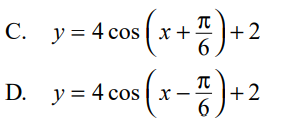 C. y = 4 cos(x + π/6) + 2
D. y = 4 cos(x − π/6) + 2